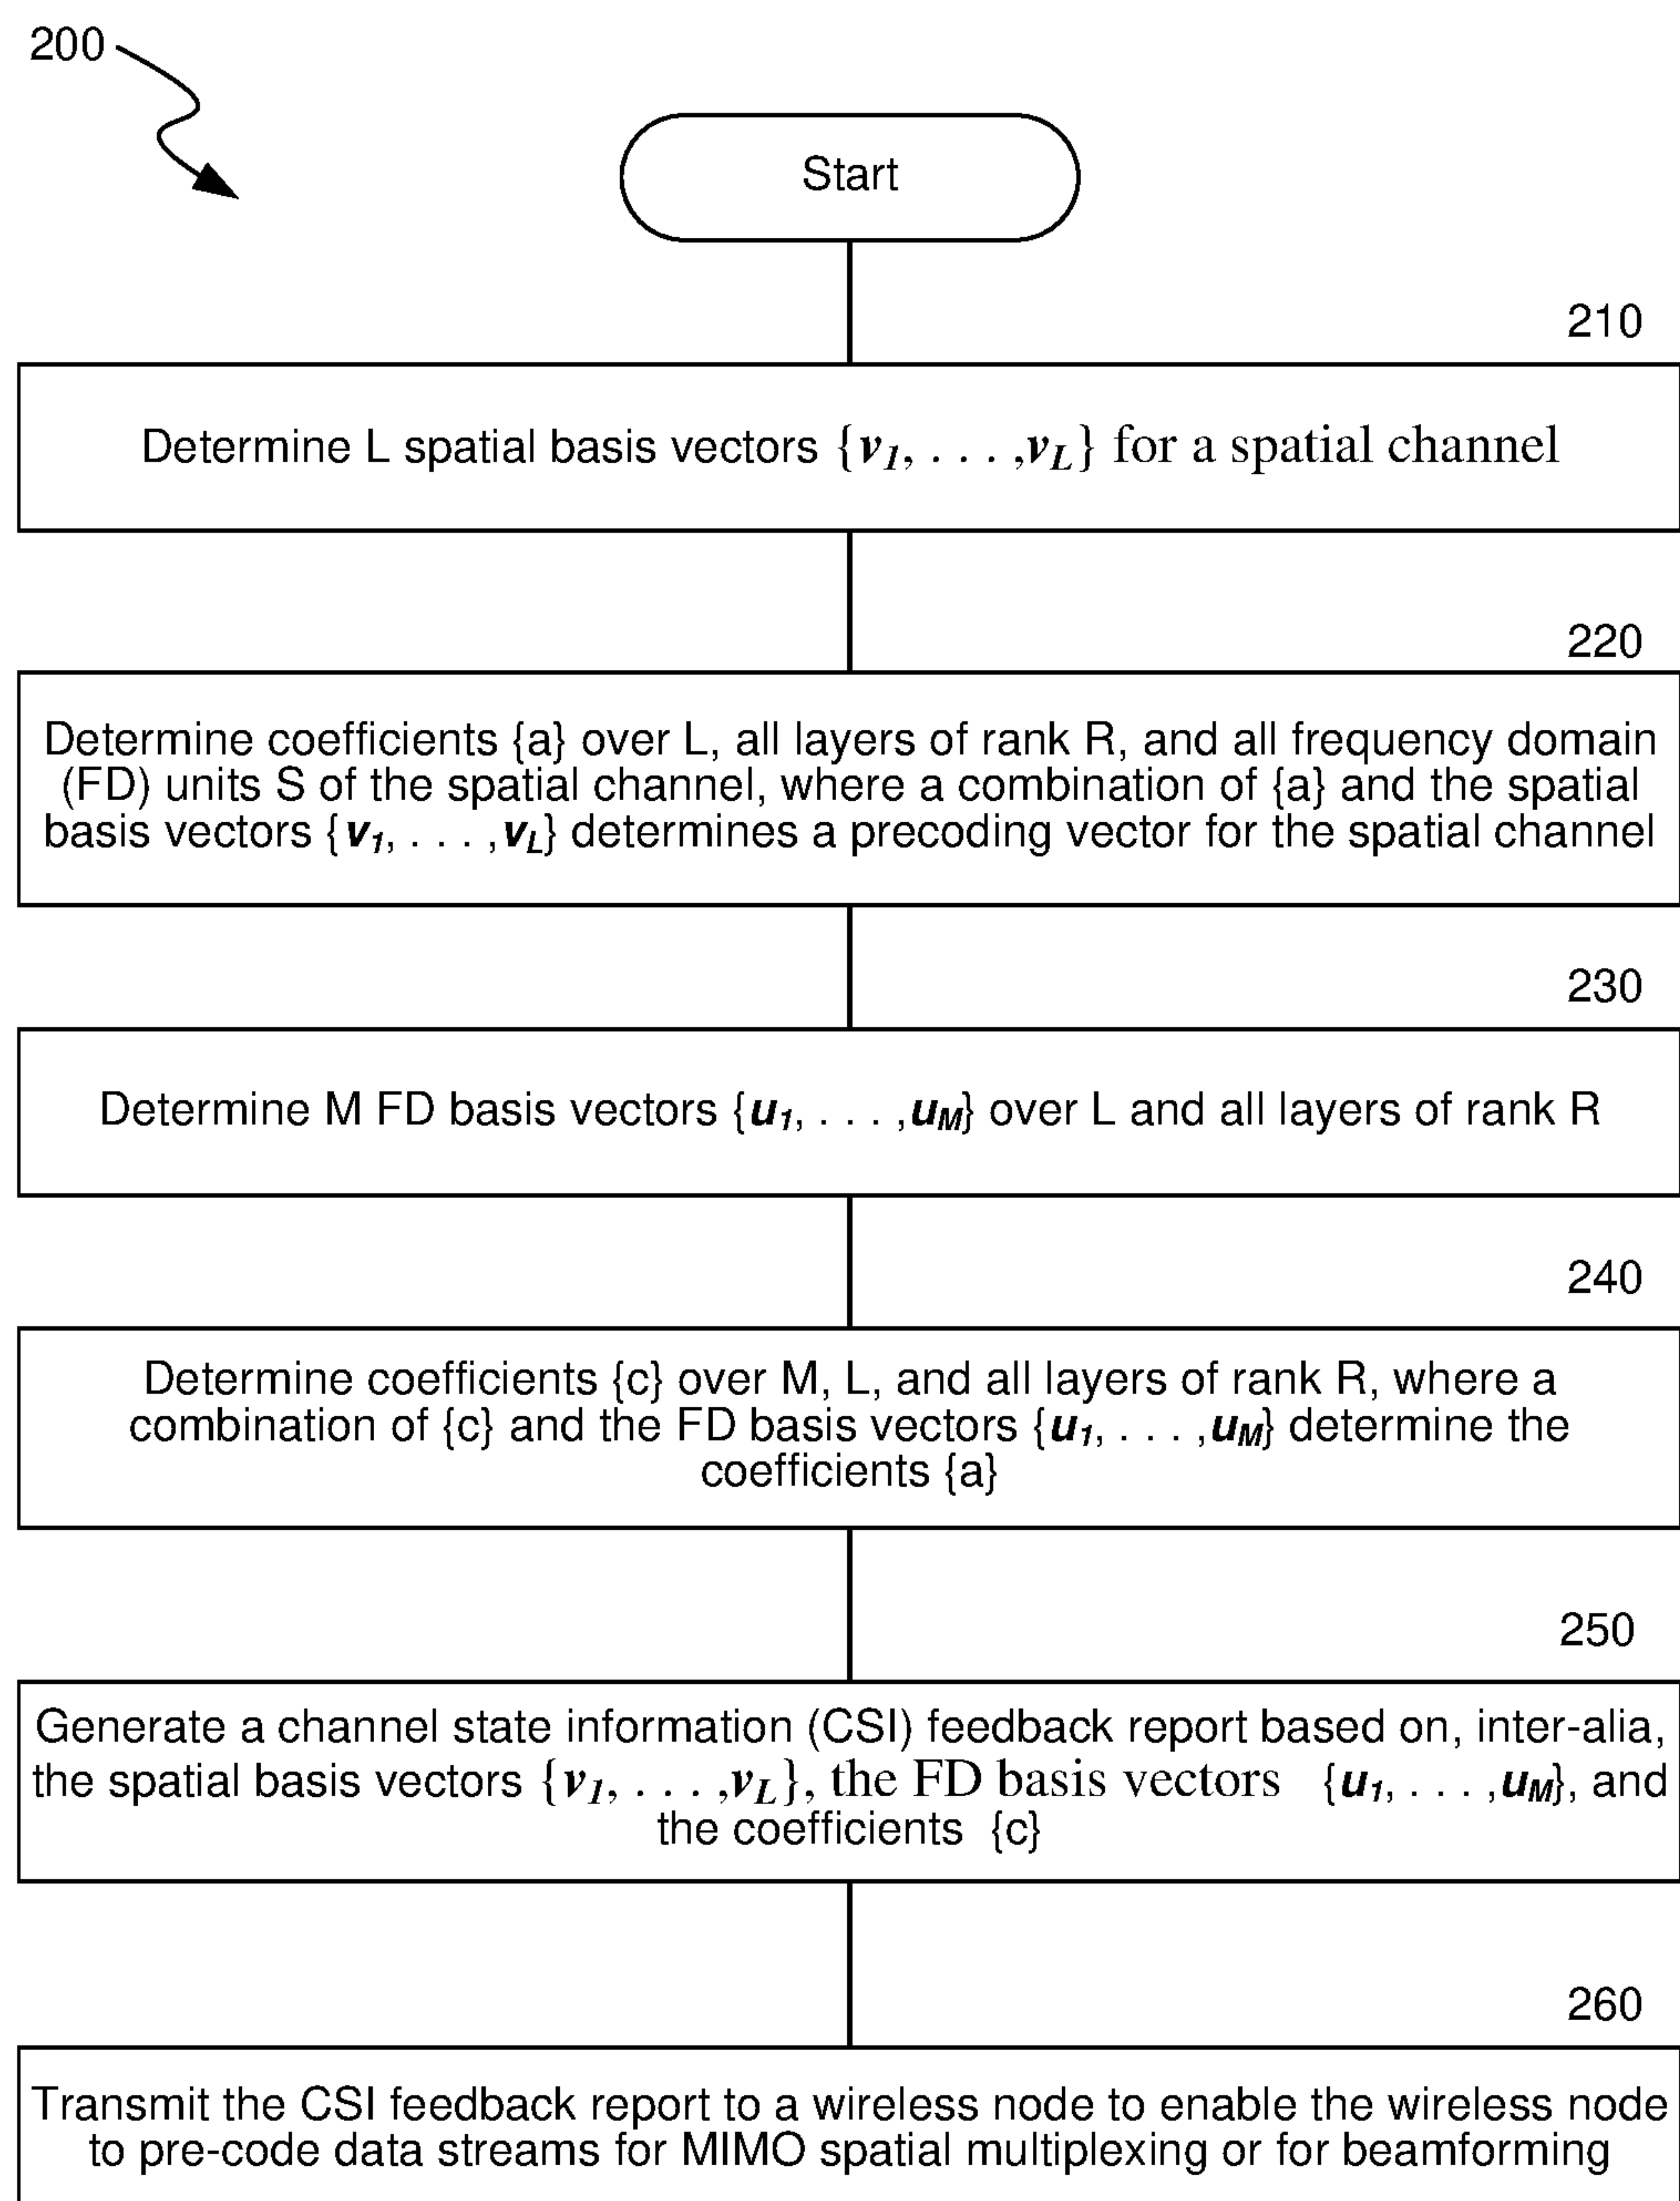 200
Start
210
Determine L spatial basis vectors {v1, . . . ,vL} for a spatial channel
220
Determine coefficients {a} over L, all layers of rank R, and all frequency domain
(FD) units S of the spatial channel, where a combination of {a} and the spatial
basis vectors {v1, . . . ,vL} determines a precoding vector for the spatial channel
230
Determine M FD basis vectors {u1, . . . ,uM} over L and all layers of rank R
240
Determine coefficients {c} over M, L, and all layers of rank R, where a
combination of {c} and the FD basis vectors {u1, . . . ,uM} determine the
coefficients {a}
250
Generate a channel state information (CSI) feedback report based on, inter-alia,
the spatial basis vectors {v1, . . . ,vL}, the FD basis vectors {u1, . . . ,uM}, and
the coefficients {c}
260
Transmit the CSI feedback report to a wireless node to enable the wireless node
to pre-code data streams for MIMO spatial multiplexing or for beamforming